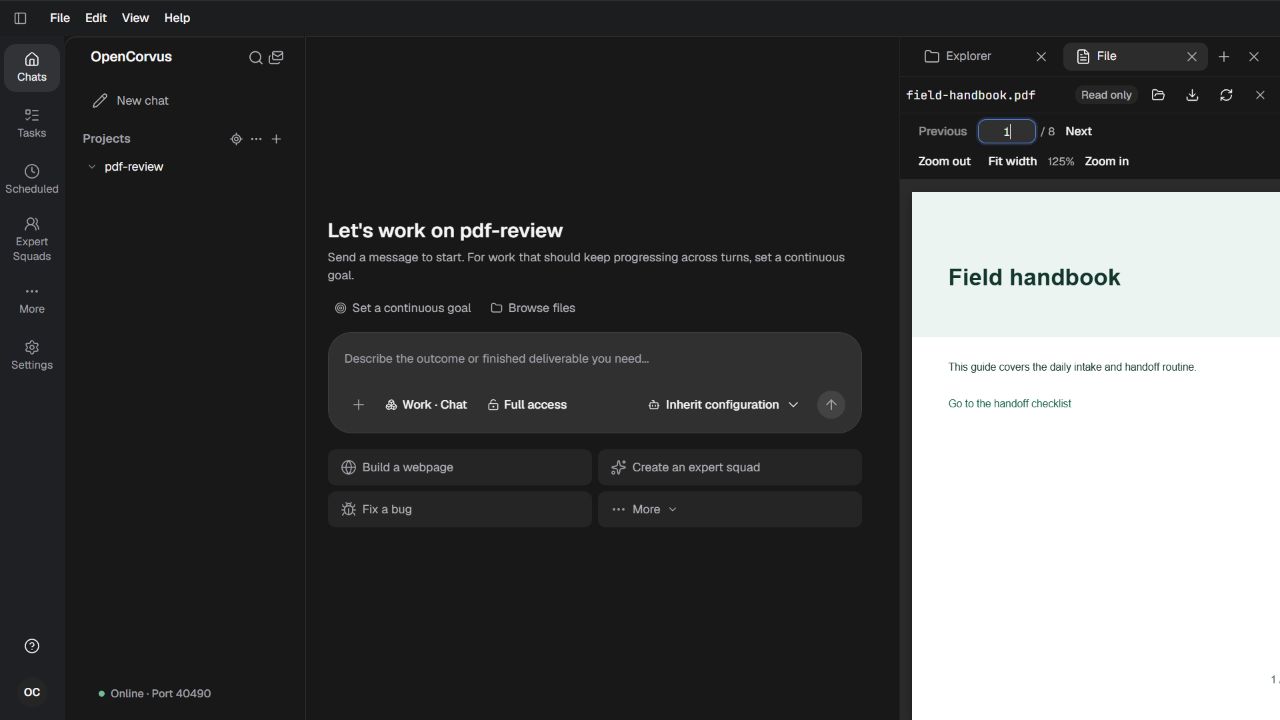 File Edit View Help
Chats
Tasks
Scheduled
Expert
Squads
More
Settings
OC
OpenCorvus
New chat
Projects
pdf-review
Online · Port 40490
Let's work on pdf-review
Send a message to start. For work that should keep progressing across turns, set a continuous
goal.
Set a continuous goal Browse files
Describe the outcome or finished deliverable you need...
Work · Chat Full access Inherit configuration
Build a webpage Create an expert squad
Fix a bug More
Explorer File
field-handbook.pdf Read only
Previous 1 / 8 Next
Zoom out Fit width 125% Zoom in
Field handbook
This guide covers the daily intake and handoff routine.
Go to the handoff checklist
1 /